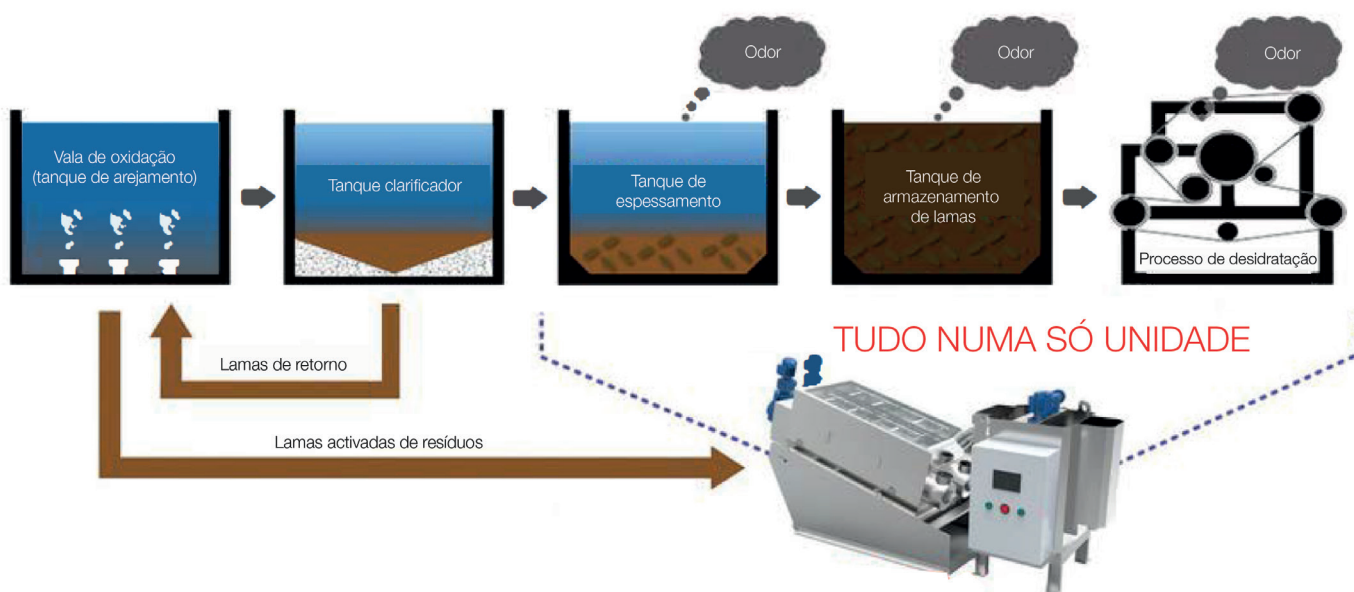 Odor
Odor
Odor
Vala de oxidação
(tanque de arejamento)
Tanque clarificador
Tanque de
espessamento
Tanque de
armazenamento
de lamas
Processo de desidratação
TUDO NUMA SÓ UNIDADE
Lamas de retorno
Lamas activadas de resíduos